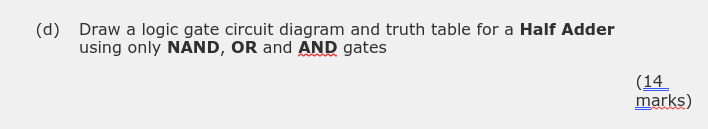 (d) Draw a logic gate circuit diagram and truth table for a Half Adder
using only NAND, OR and AND gates
(14
marks)